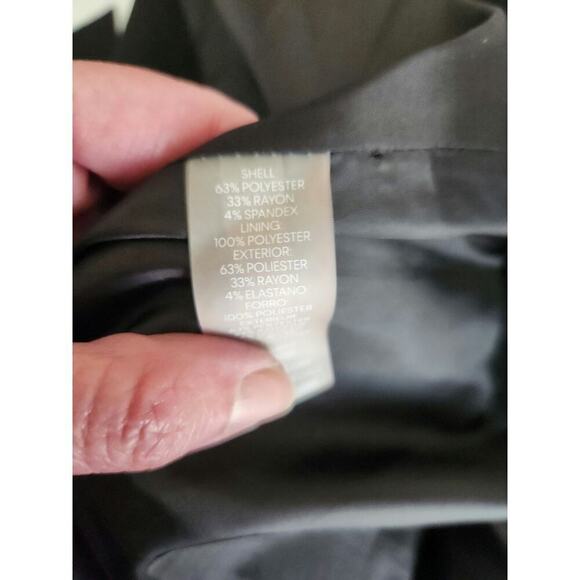 SHELL
63% POLYESTER
33% RAYON
4% SPANDEX
LINING
100% POLYESTER
EXTERIOR:
63% POLIESTER
33% RAYON
4% ELASTANO
FORRO:
100% POLIESTER
EXTERIEUR